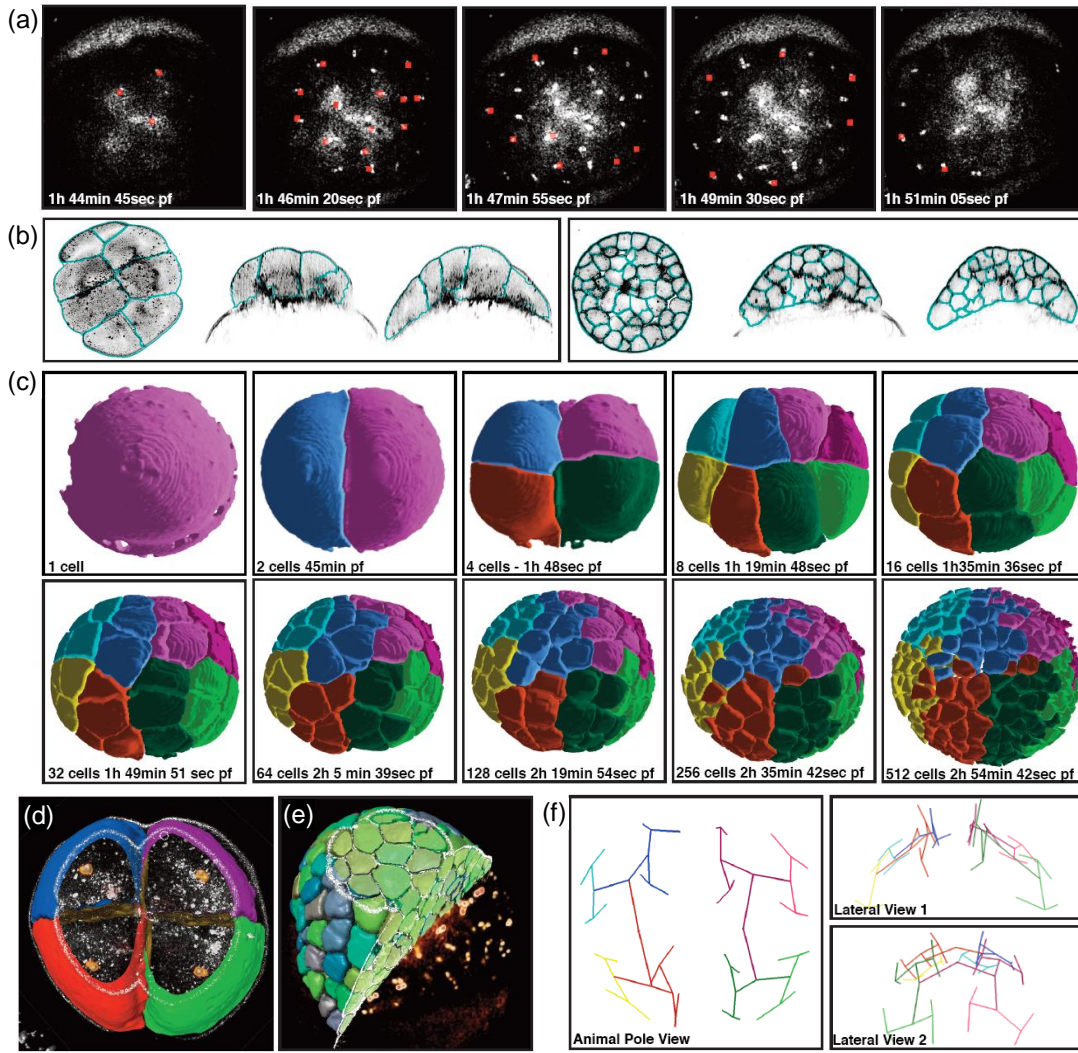 (a)
1h 44min 45sec pf
1h 46min 20sec pf
1h 47min 55sec pf
1h 49min 30sec pf
1h 51min 05sec pf
(b)
(c)
1 cell
2 cells 45min pf
4 cells - 1h 48sec pf
8 cells 1h 19min 48sec pf
16 cells 1h35min 36sec pf
32 cells 1h 49min 51 sec pf
64 cells 2h 5 min 39sec pf
128 cells 2h 19min 54sec pf
256 cells 2h 35min 42sec pf
512 cells 2h 54min 42sec pf
(d)
(e)
(f)
Animal Pole View
Lateral View 1
Lateral View 2